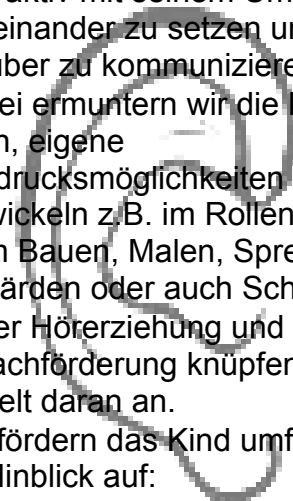 aktiv mit seinem Um
einander zu setzen un
über zu kommuniziere
ei ermuntern wir die
n, eigene
drucksmöglichkeiten
wickeln z.B. im Rollen
n Bauen, Malen, Spre
ärden oder auch Sch
er Hörerziehung und
achförderung knüpfen
elt daran an.
fördern das Kind umf
Hinblick auf: